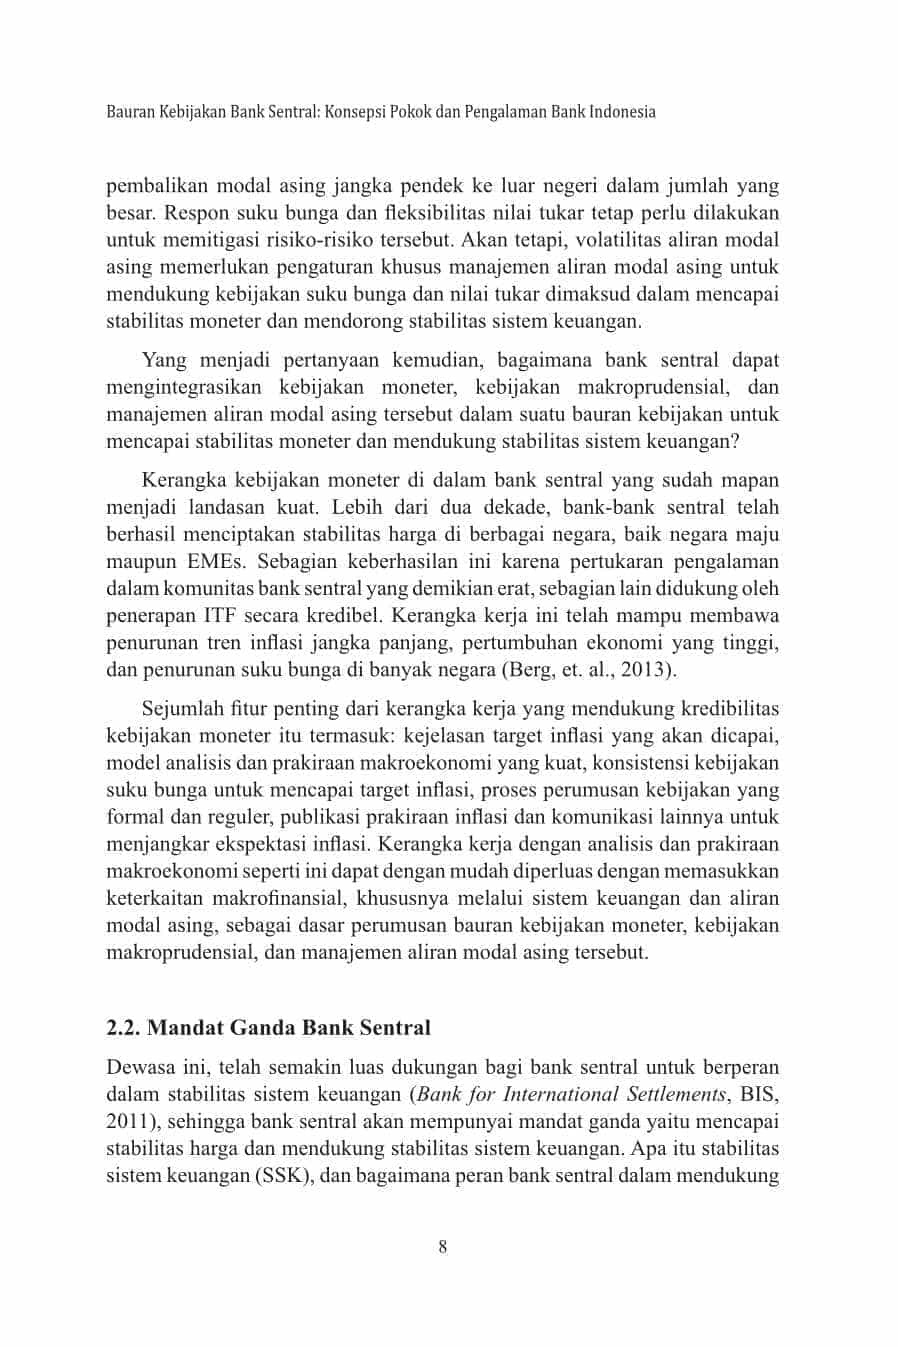 Bauran Kebijakan Bank Sentral: Konsepsi Pokok dan Pengalaman Bank Indonesia
pembalikan modal asing jangka pendek ke luar negeri dalam jumlah yang
besar. Respon suku bunga dan fleksibilitas nilai tukar tetap perlu dilakukan
untuk memitigasi risiko-risiko tersebut. Akan tetapi, volatilitas aliran modal
asing memerlukan pengaturan khusus manajemen aliran modal asing untuk
mendukung kebijakan suku bunga dan nilai tukar dimaksud dalam mencapai
stabilitas moneter dan mendorong stabilitas sistem keuangan.
Yang menjadi pertanyaan kemudian, bagaimana bank sentral dapat
mengintegrasikan kebijakan moneter, kebijakan makroprudensial, dan
manajemen aliran modal asing tersebut dalam suatu bauran kebijakan untuk
mencapai stabilitas moneter dan mendukung stabilitas sistem keuangan?
Kerangka kebijakan moneter di dalam bank sentral yang sudah mapan
menjadi landasan kuat. Lebih dari dua dekade, bank-bank sentral telah
berhasil menciptakan stabilitas harga di berbagai negara, baik negara maju
maupun EMEs. Sebagian keberhasilan ini karena pertukaran pengalaman
dalam komunitas bank sentral yang demikian erat, sebagian lain didukung oleh
penerapan ITF secara kredibel. Kerangka kerja ini telah mampu membawa
penurunan tren inflasi jangka panjang, pertumbuhan ekonomi yang tinggi,
dan penurunan suku bunga di banyak negara (Berg, et. al., 2013).
Sejumlah fitur penting dari kerangka kerja yang mendukung kredibilitas
kebijakan moneter itu termasuk: kejelasan target inflasi yang akan dicapai,
model analisis dan prakiraan makroekonomi yang kuat, konsistensi kebijakan
suku bunga untuk mencapai target inflasi, proses perumusan kebijakan yang
formal dan reguler, publikasi prakiraan inflasi dan komunikasi lainnya untuk
menjangkar ekspektasi inflasi. Kerangka kerja dengan analisis dan prakiraan
makroekonomi seperti ini dapat dengan mudah diperluas dengan memasukkan
keterkaitan makrofinansial, khususnya melalui sistem keuangan dan aliran
modal asing, sebagai dasar perumusan bauran kebijakan moneter, kebijakan
makroprudensial, dan manajemen aliran modal asing tersebut.
2.2. Mandat Ganda Bank Sentral
Dewasa ini, telah semakin luas dukungan bagi bank sentral untuk berperan
dalam stabilitas sistem keuangan (Bank for International Settlements, BIS,
2011), sehingga bank sentral akan mempunyai mandat ganda yaitu mencapai
stabilitas harga dan mendukung stabilitas sistem keuangan. Apa itu stabilitas
sistem keuangan (SSK), dan bagaimana peran bank sentral dalam mendukung
8